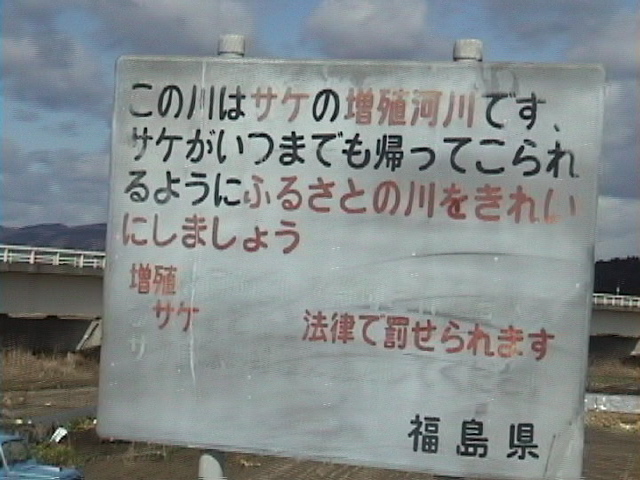 この川はサケの増殖河川です、
サケがいつまでも帰ってこられ
るようにふるさとの川をきれい
にしましょう
増殖
サケ
サ 法律で罰せられます
福島県